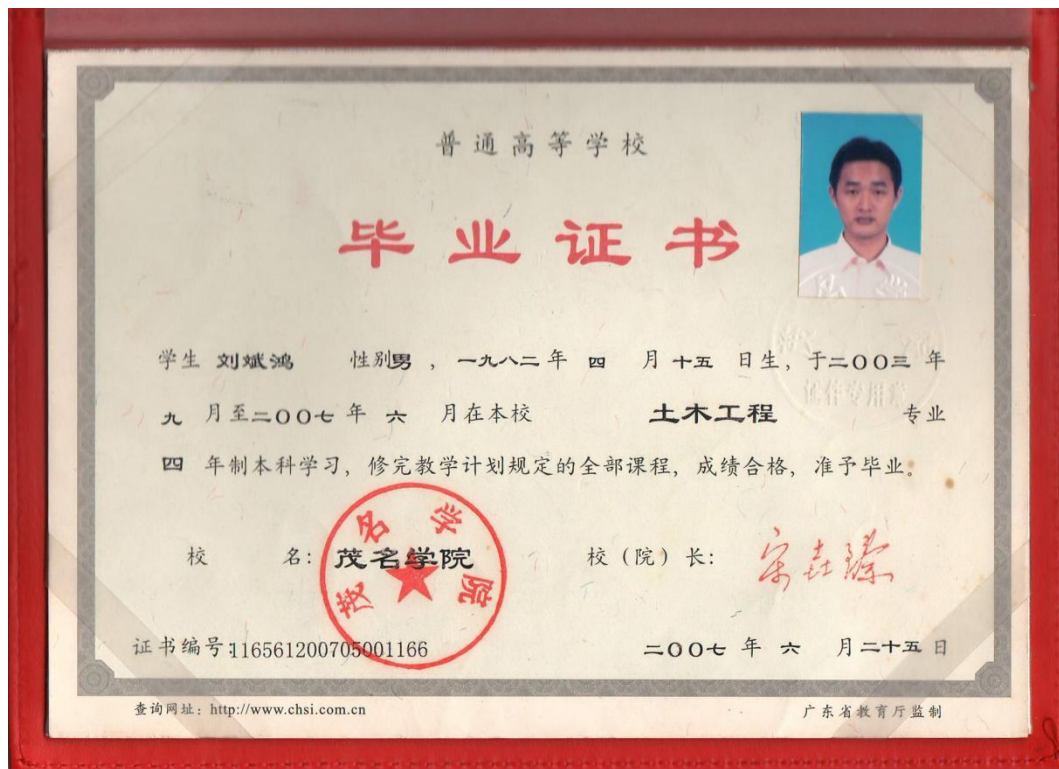 普通高等学校
毕业证书
学生 刘斌鸿 性别男，一九八二年 四 月十五 日生，于二〇〇三 年
九 月至二〇〇七 年 六 月在本校 土木工程 专业
四 年制本科学习，修完教学计划规定的全部课程，成绩合格，准予毕业。
校 名：茂名学院 校（院）长：
茂名学院
证书编号：116561200705001166 二〇〇七 年 六 月二十五 日
查询网址：http://www.chsi.com.cn 广东省教育厅监制
证件专用章